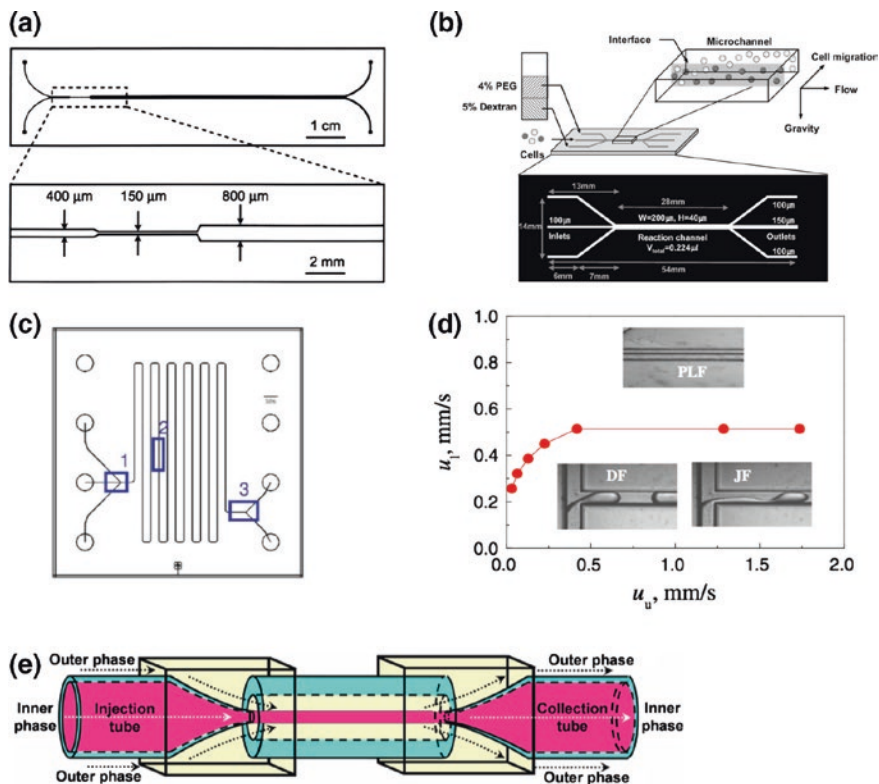 (a)
1 cm
400 µm
150 µm
800 µm
2 mm
(b)
Interface
Microchannel
Cell migration
Flow
Gravity
4% PEG
5% Dextran
Cells
13mm
28mm
100㎛
W=200㎛, H=40㎛
14mm
100㎛
150㎛
Inlets
Reaction channel
Outlets
Vtotal=0.224㎕
100㎛
6mm
7mm
54mm
(c)
1
2
3
(d)
1.0
0.8
0.6
0.4
0.2
0.0
ul, mm/s
PLF
DF
JF
0.0
0.5
1.0
1.5
2.0
uu, mm/s
(e)
Outer phase
Outer phase
Inner phase
Injection tube
Collection tube
Inner phase
Outer phase
Outer phase